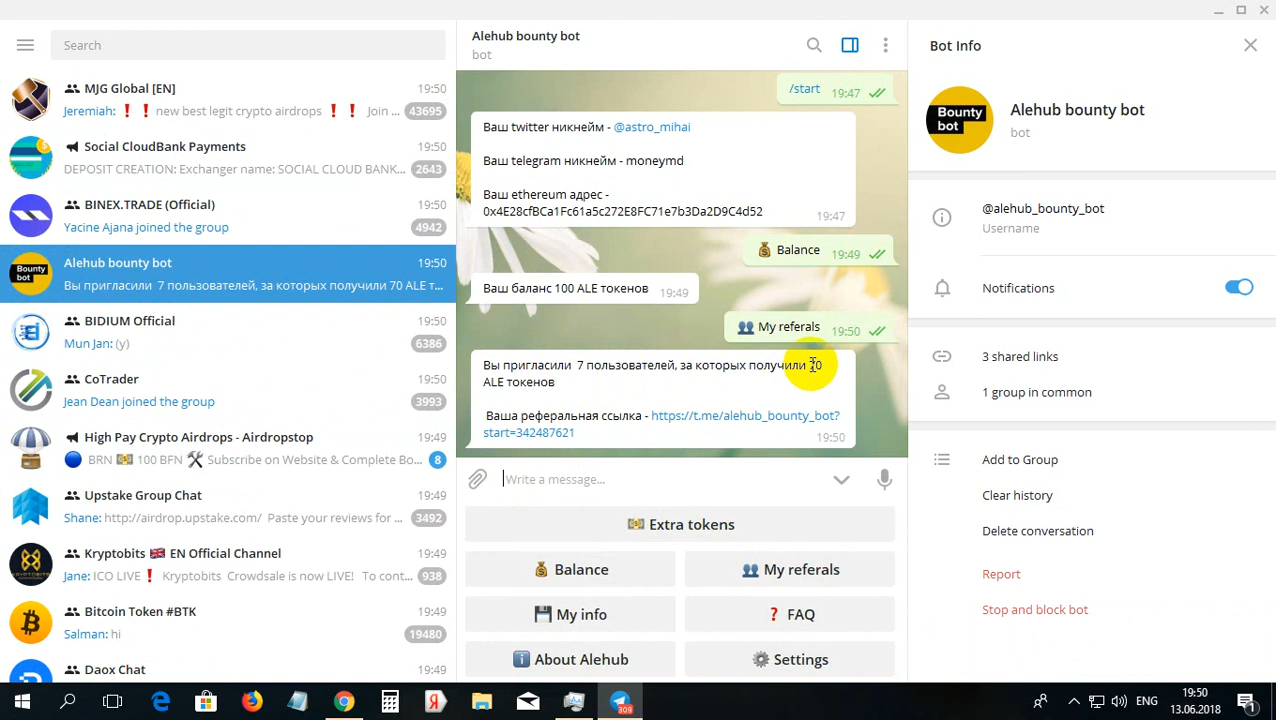 Search
MJG Global [EN]
19:50
Jeremiah: ❗ ❗ new best legit crypto airdrops ❗ ❗ Join ...
43695
Social CloudBank Payments
19:50
DEPOSIT CREATION: Exchanger name: SOCIAL CLOUD BANK...
2643
BINEX.TRADE (Official)
19:50
Yacine Ajana joined the group
4942
Bounty bot
Alehub bounty bot
19:50
Вы пригласили 7 пользователей, за которых получили 70 ALE т...
BIDIUM Official
19:50
Mun Jan: (y)
6386
CoTrader
19:50
Jean Dean joined the group
3993
High Pay Crypto Airdrops - Airdropstop
19:49
🔵 BRN 💵 100 BFN 🛠 Subscribe on Website & Complete Bo...
8
Upstake Group Chat
19:49
Shane: http://airdrop.upstake.com/ Paste your reviews for ...
3492
Kryptobits 🇬🇧 EN Official Channel
19:49
Jane: ICO LIVE❗ Kryptobits Crowdsale is now LIVE! To cont...
938
Bitcoin Token #BTK
19:49
Salman: hi
19480
Daox Chat
19:49
Alehub bounty bot
bot
/start
19:47
Ваш twitter никнейм - @astro_mihai
Ваш telegram никнейм - moneymd
Ваш ethereum адрес -
0x4E28cfBCa1Fc61a5c272E8FC71e7b3Da2D9C4d52
19:47
💰 Balance
19:49
Ваш баланс 100 ALE токенов
19:49
👥 My referals
19:50
Вы пригласили 7 пользователей, за которых получили 70
ALE токенов
Ваша реферальная ссылка - https://t.me/alehub_bounty_bot?
start=342487621
19:50
Write a message...
💵 Extra tokens
💰 Balance
👥 My referals
💾 My info
❓ FAQ
ℹ️ About Alehub
⚙️ Settings
Bot Info
Bounty
bot
Alehub bounty bot
bot
@alehub_bounty_bot
Username
Notifications
3 shared links
1 group in common
Add to Group
Clear history
Delete conversation
Report
Stop and block bot
309
ENG
19:50
13.06.2018
1